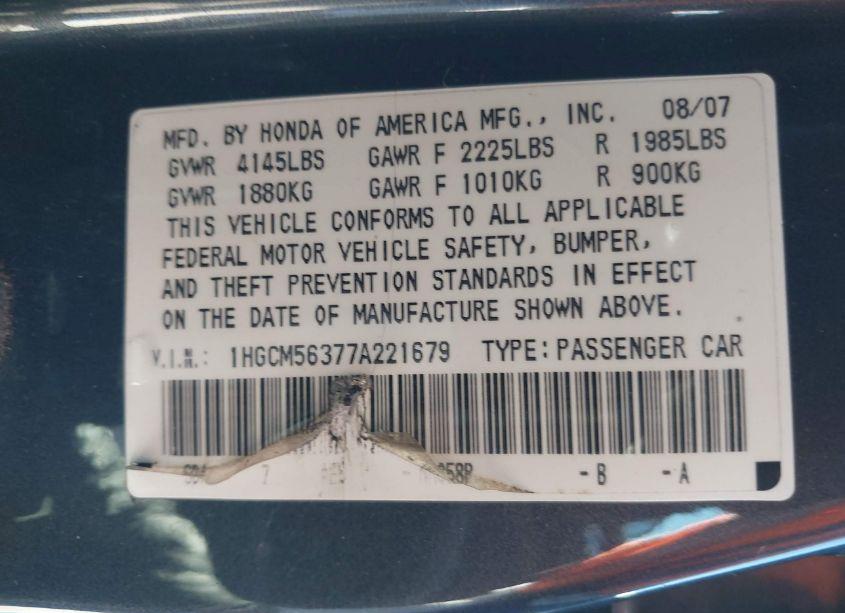 MFD. BY HONDA OF AMERICA MFG., INC. 08/07
GVWR 4145LBS GAWR F 2225LBS R 1985LBS
GVWR 1880KG GAWR F 1010KG R 900KG
THIS VEHICLE CONFORMS TO ALL APPLICABLE
FEDERAL MOTOR VEHICLE SAFETY, BUMPER,
AND THEFT PREVENTION STANDARDS IN EFFECT
ON THE DATE OF MANUFACTURE SHOWN ABOVE.
V.I.N.: 1HGCM56377A221679 TYPE:PASSENGER CAR
7 -B -A